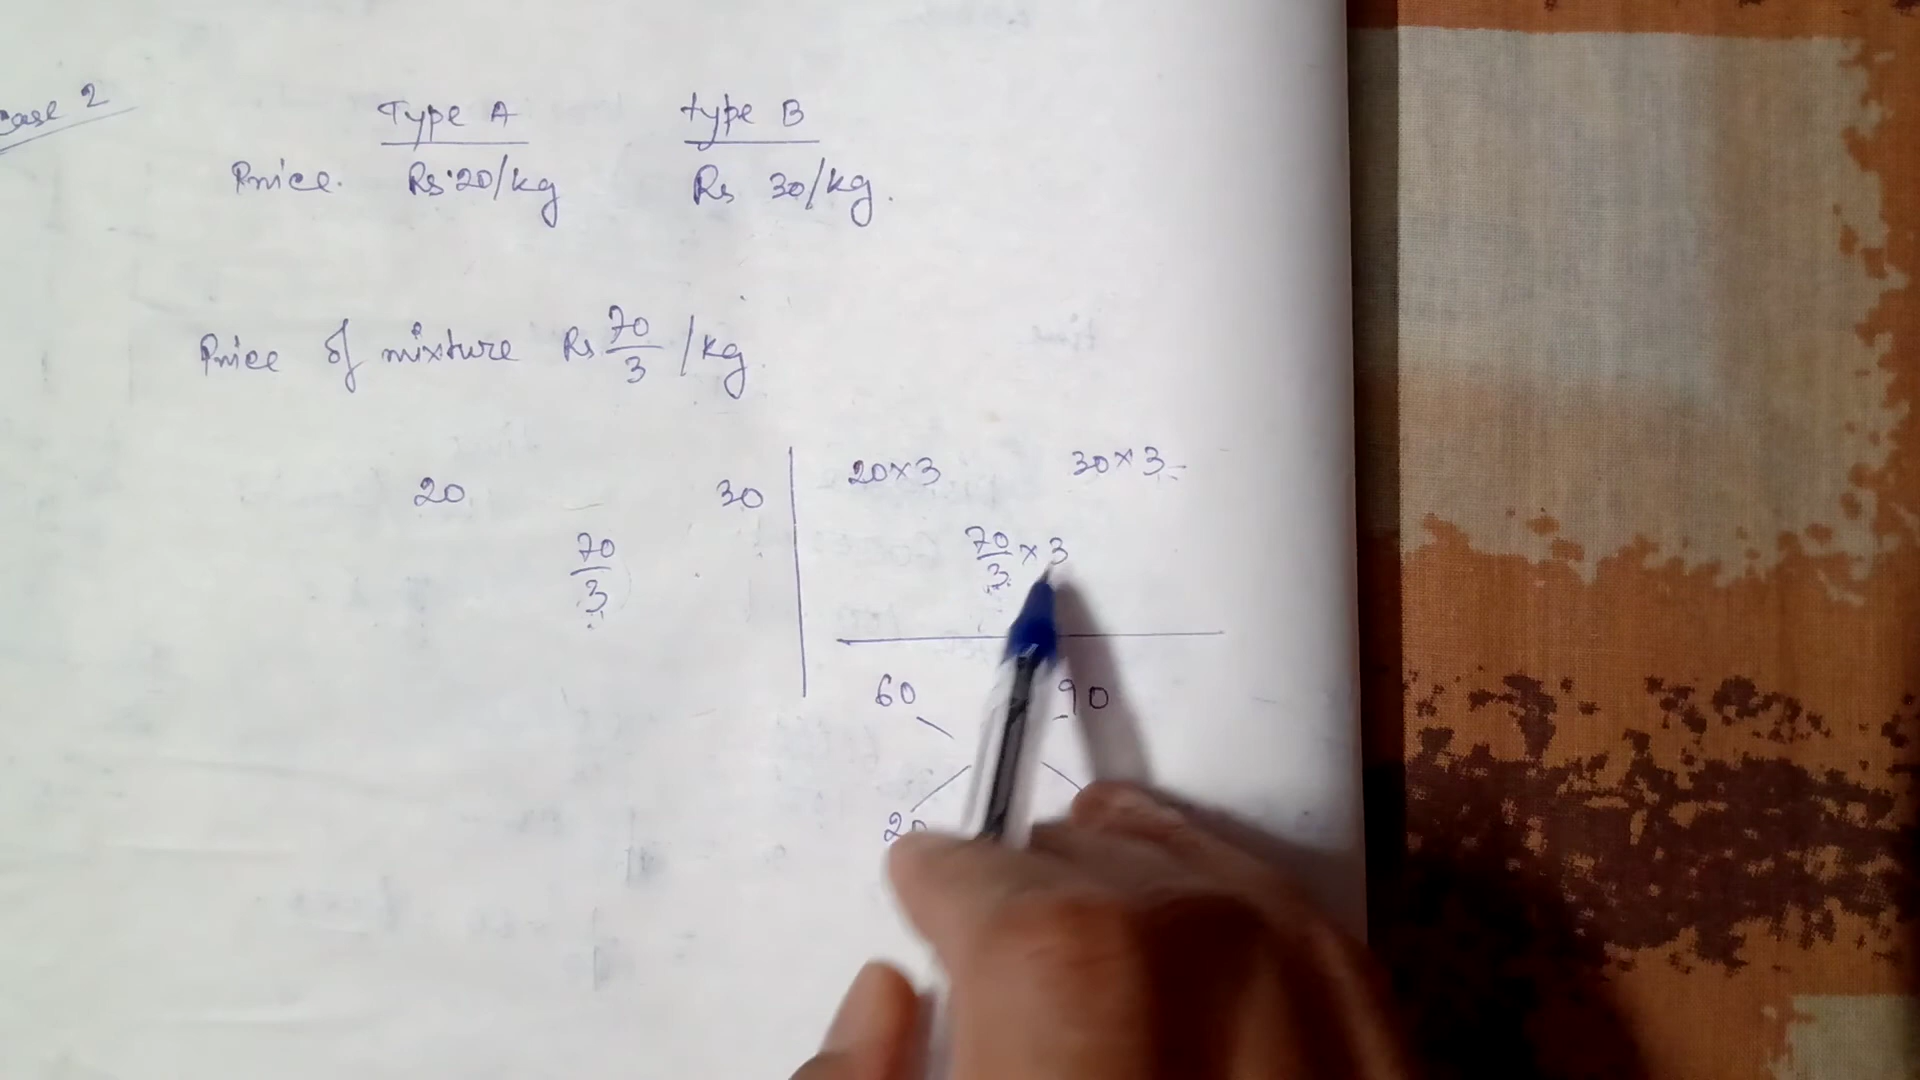 Case 2
Type A type B
Price. Rs. 20/kg Rs 30/kg.
Price of mixture Rs 70/3 /kg.
20 30
70/3
20×3 30×3
70/3 × 3
60 90
20